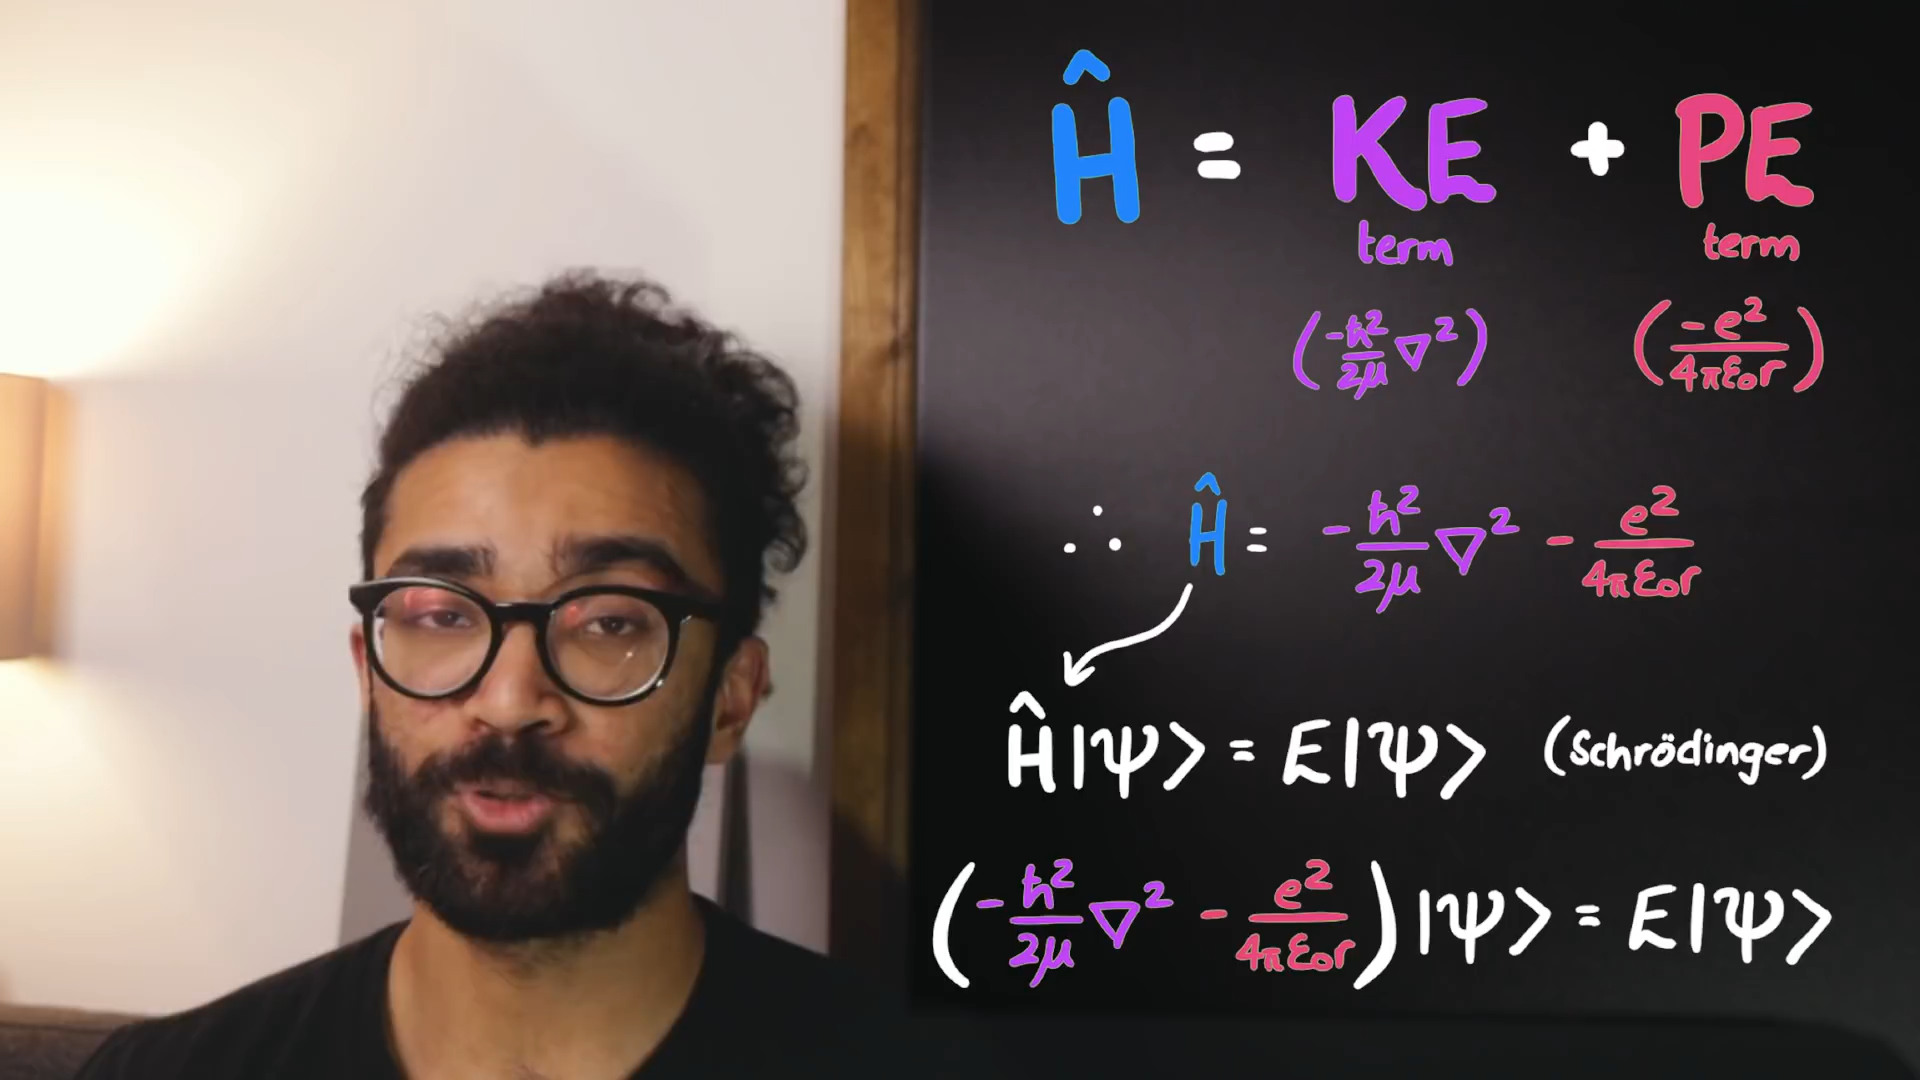 Ĥ = KE + PE
term term
(-ħ²/2μ ∇²) (-e²/4πε₀r)
∴ Ĥ = -ħ²/2μ ∇² - e²/4πε₀r
Ĥ|ψ> = E|ψ> (Schrödinger)
(-ħ²/2μ ∇² - e²/4πε₀r)|ψ> = E|ψ>